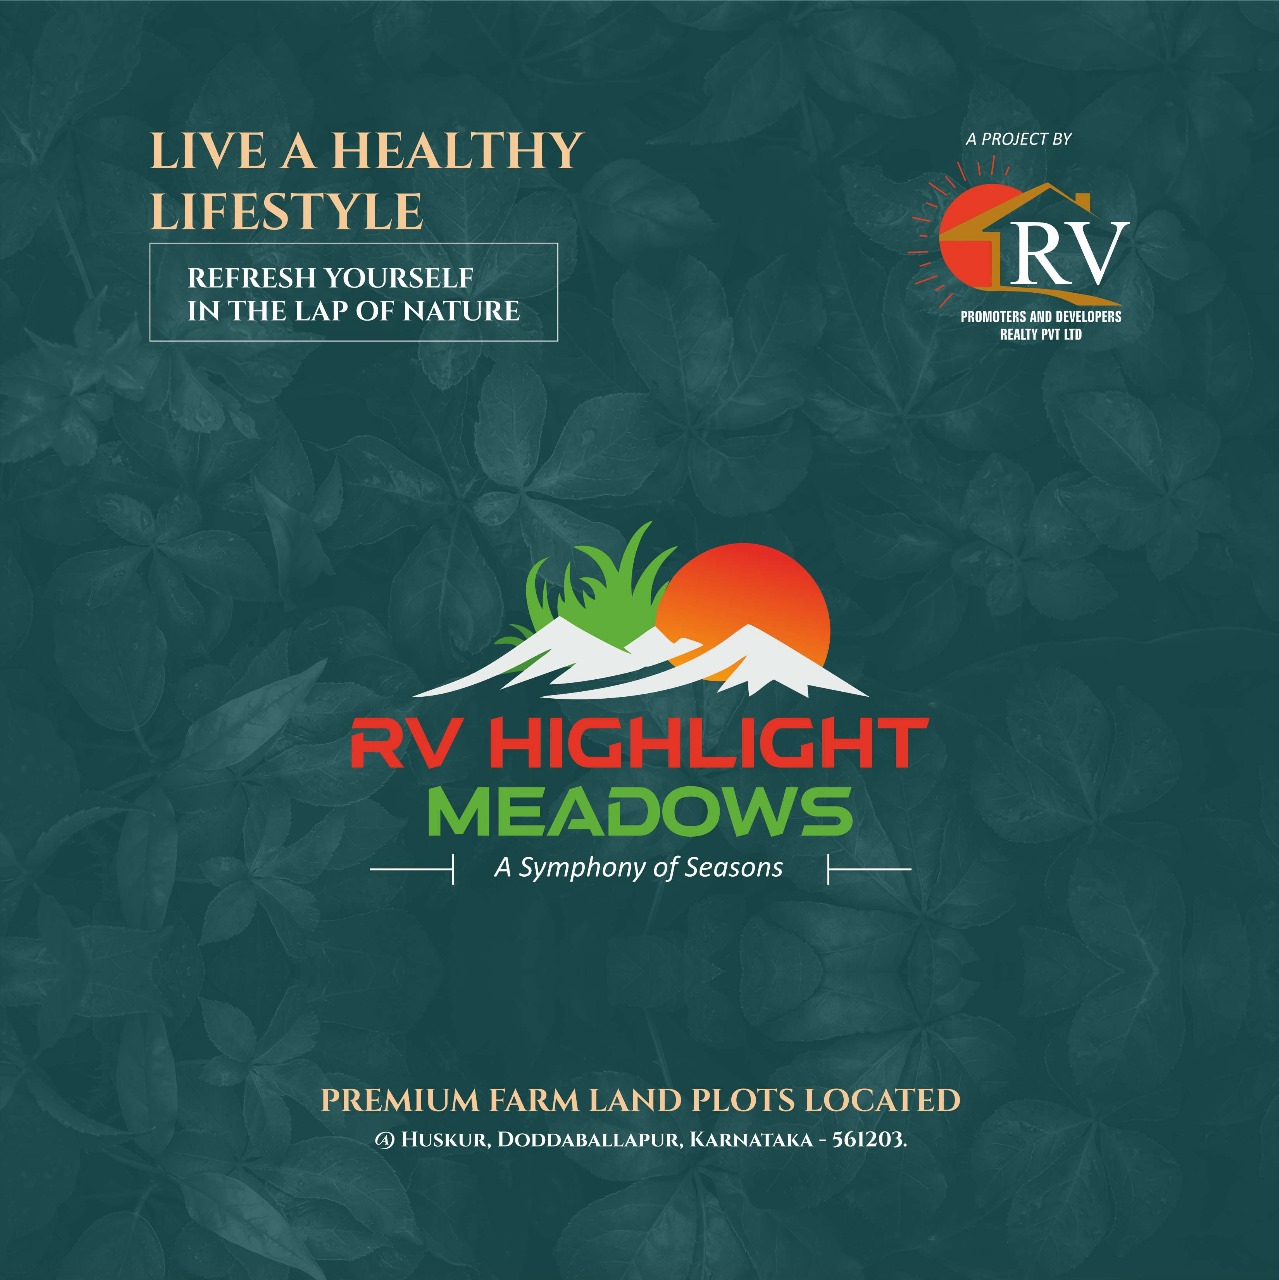 LIVE A HEALTHY
LIFESTYLE
REFRESH YOURSELF
IN THE LAP OF NATURE
A PROJECT BY
RV
PROMOTERS AND DEVELOPERS
REALTY PVT LTD
RV HIGHLIGHT
MEADOWS
A Symphony of Seasons
PREMIUM FARM LAND PLOTS LOCATED
@ HUSKUR, DODDABALLAPUR, KARNATAKA - 561203.